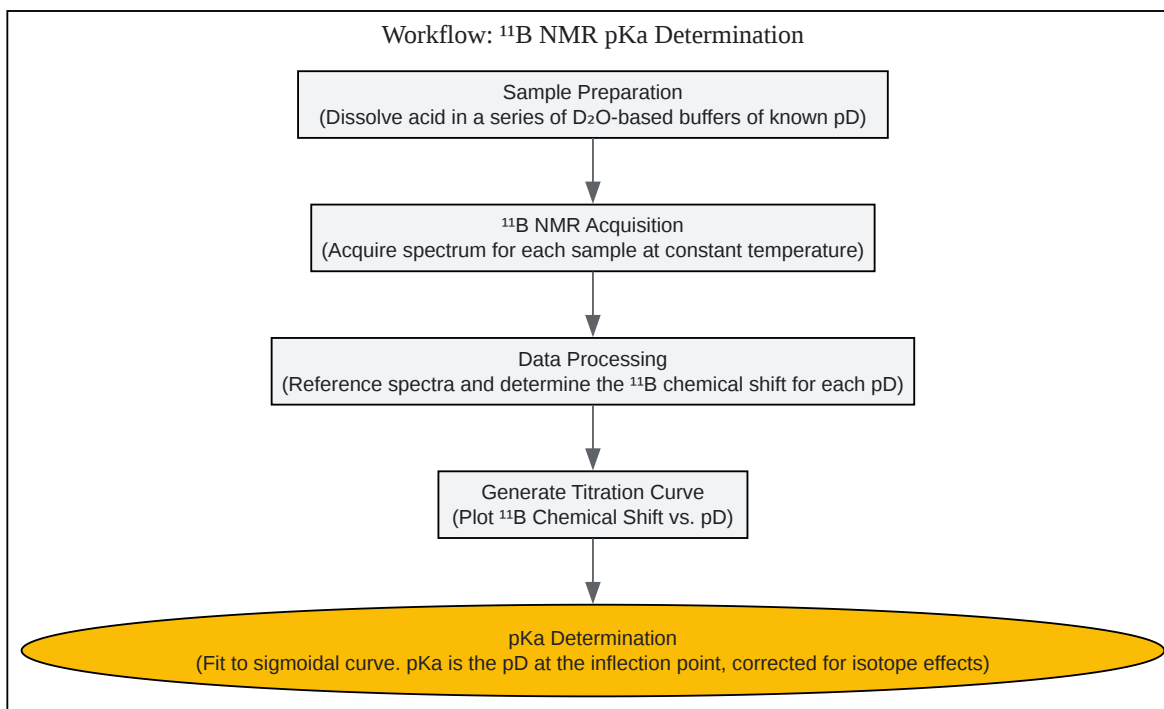 Workflow: ¹¹B NMR pKa Determination
Sample Preparation
(Dissolve acid in a series of D₂O-based buffers of known pD)
¹¹B NMR Acquisition
(Acquire spectrum for each sample at constant temperature)
Data Processing
(Reference spectra and determine the ¹¹B chemical shift for each pD)
Generate Titration Curve
(Plot ¹¹B Chemical Shift vs. pD)
pKa Determination
(Fit to sigmoidal curve. pKa is the pD at the inflection point, corrected for isotope effects)